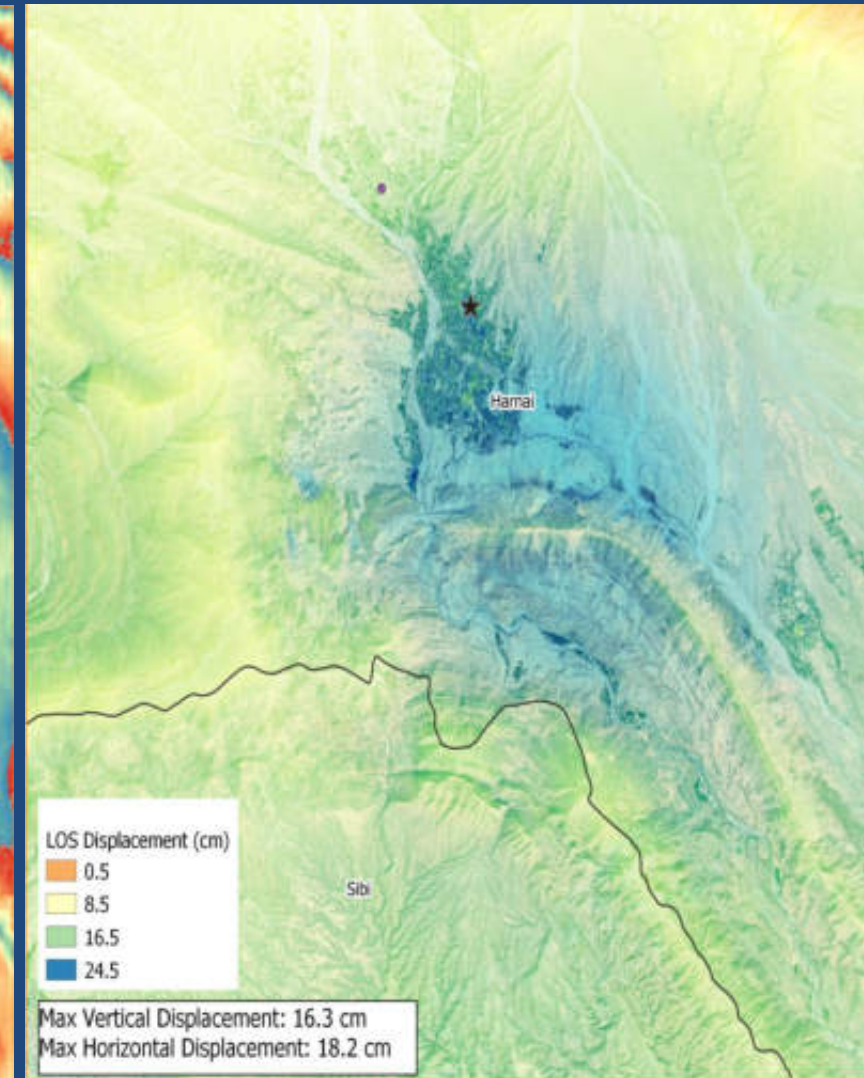 Harnai
LOS Displacement (cm)
0.5
8.5
16.5
24.5
Sibi
Max Vertical Displacement: 16.3 cm
Max Horizontal Displacement: 18.2 cm